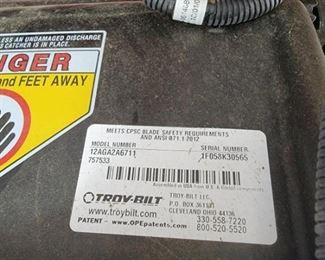 LESS AN UNDAMAGED DISCHARGE
S CATCHER IS IN PLACE.
NGER
and FEET AWAY
MEETS CPSC BLADE SAFETY REQUIREMENTS
AND ANSI B71.1 2012
MODEL NUMBER SERIAL NUMBER
12AGA2A6711 1F058K30565
757533
Assembled in USA from U.S. & components
TROY-BILT
TROY-BILT LLC
P.O. BOX 361131
www.troybilt.com CLEVELAND OHIO 44136
330-558-7220
PATENT - www.OPEpatents.com 800-520-5520